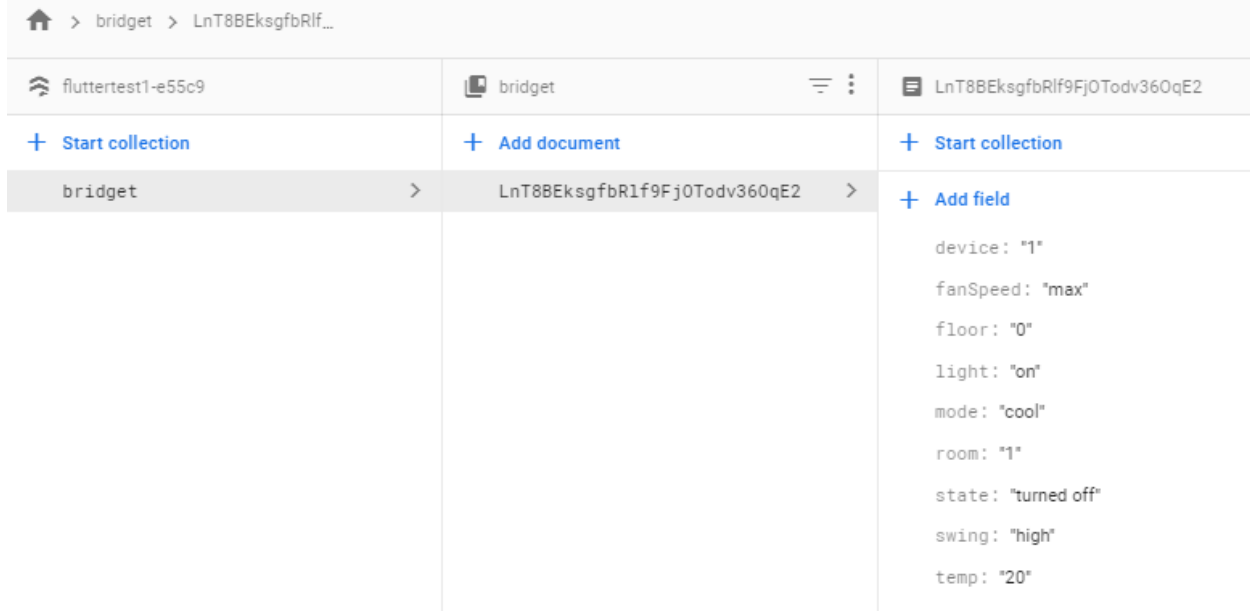 bridget > LnT8BEksgfbRlf…
fluttertest1-e55c9
+ Start collection
bridget >
bridget
+ Add document
LnT8BEksgfbRlf9FjOTodv36OqE2 >
LnT8BEksgfbRlf9FjOTodv36OqE2
+ Start collection
+ Add field
device: "1"
fanSpeed: "max"
floor: "0"
light: "on"
mode: "cool"
room: "1"
state: "turned off"
swing: "high"
temp: "20"